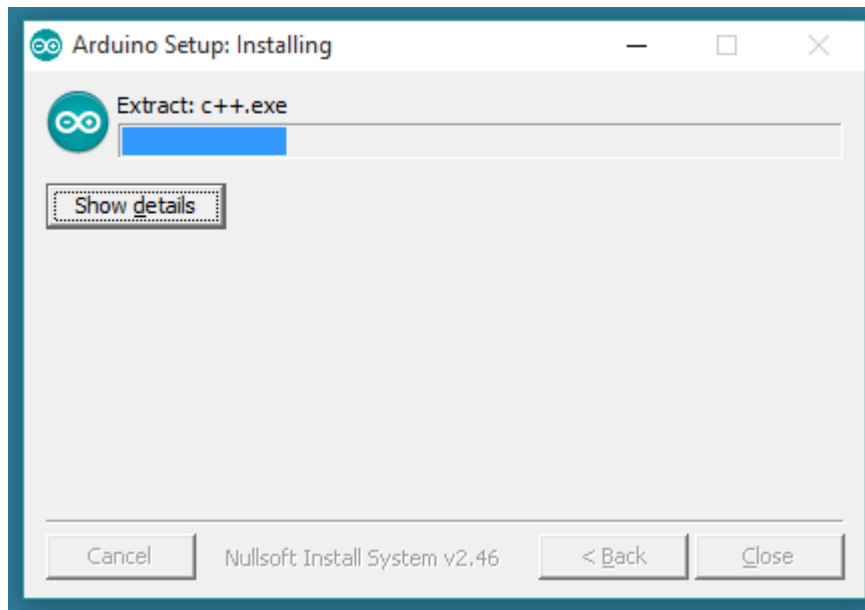 Arduino Setup: Installing
Extract: c++.exe
Show details
Cancel
Nullsoft Install System v2.46
< Back
Close